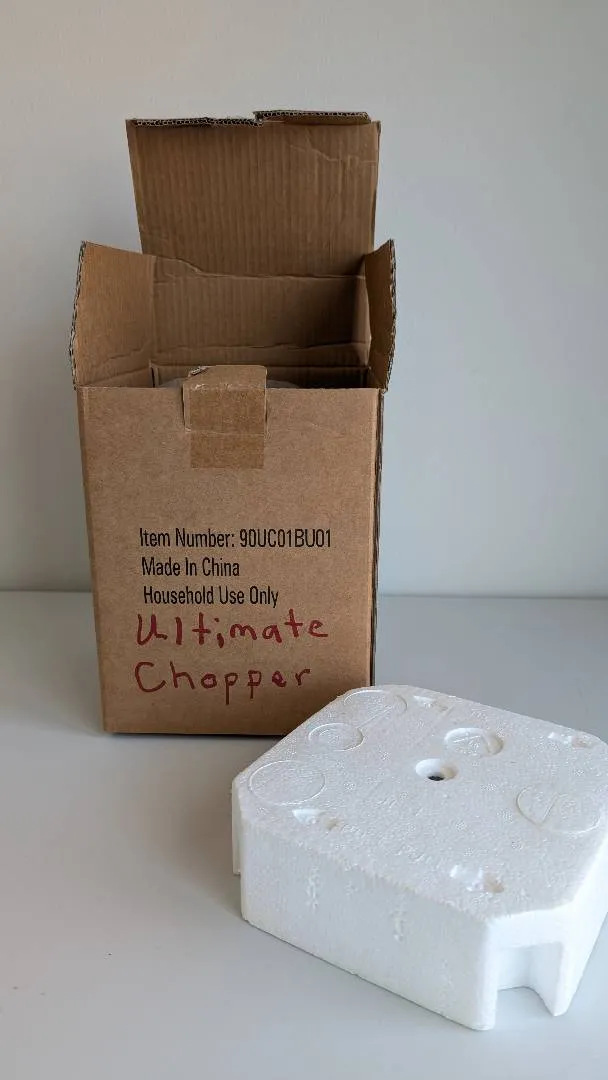 Item Number: 90UC01BU01
Made In China
Household Use Only
Ultimate
Chopper